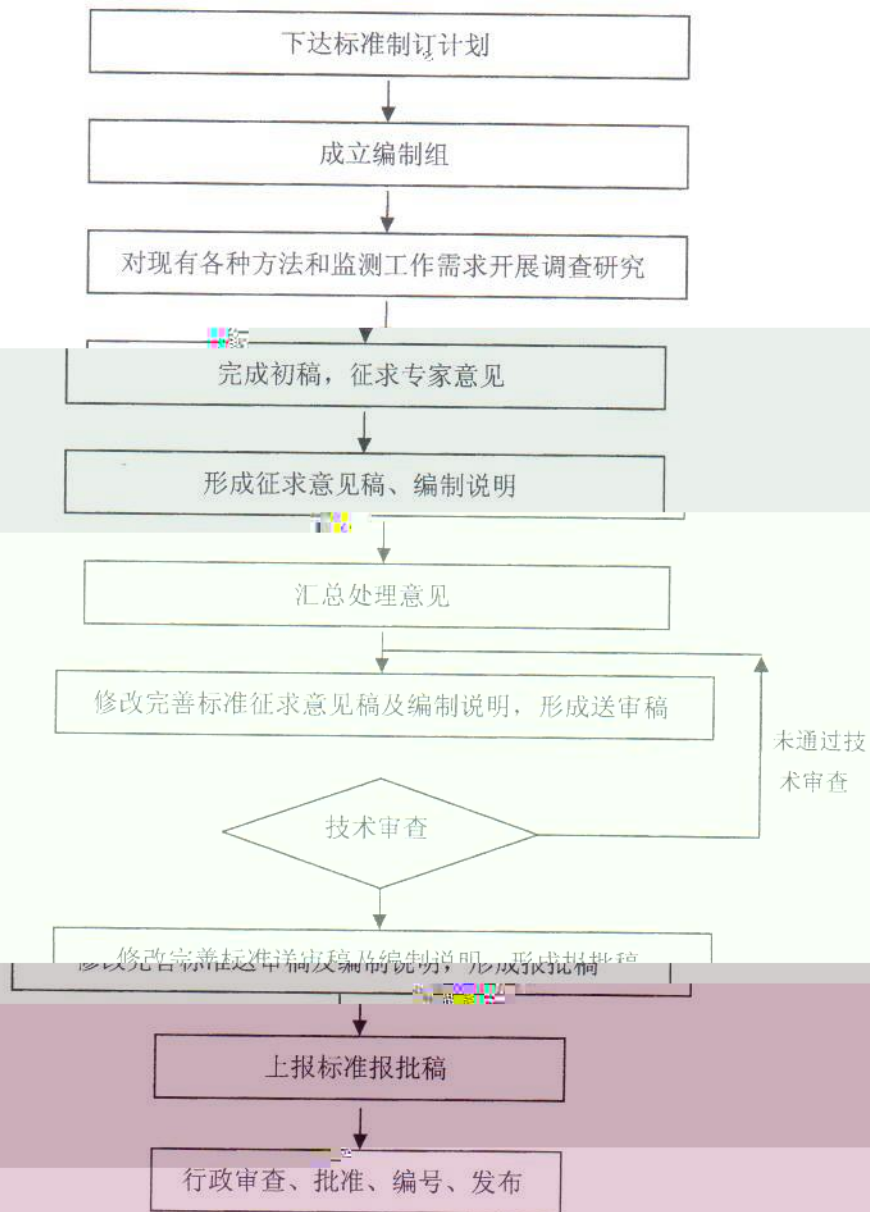 下达标准制订计划
成立编制组
对现有各种方法和监测工作需求开展调查研究
完成初稿，征求专家意见
形成征求意见稿、编制说明
汇总处理意见
修改完善标准征求意见稿及编制说明，形成送审稿
未通过技
术审查
技术审查
修改完善标准送审稿及编制说明，形成报批稿
上报标准报批稿
行政审查、批准、编号、发布